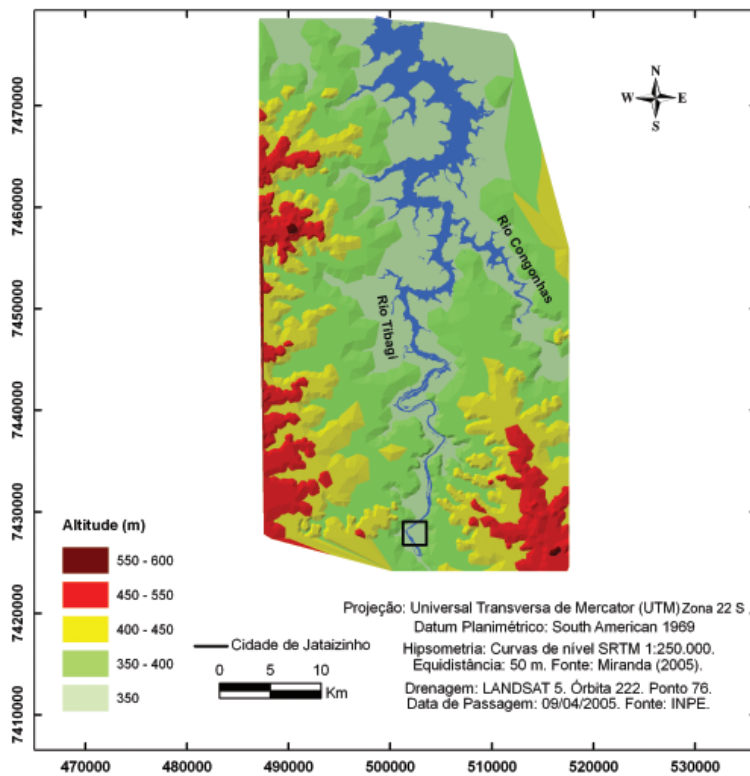 7470000
7460000
7450000
7440000
7430000
7420000
7410000
N
W E
S
Rio Congonhas
Rio Tibagi
Altitude (m)
550 - 600
450 - 550
400 - 450
350 - 400
350
Cidade de Jataizinho
0 5 10
Km
Projeção: Universal Transversa de Mercator (UTM) Zona 22 S
Datum Planimétrico: South American 1969
Hipsometria: Curvas de nível SRTM 1:250.000.
Equidistância: 50 m. Fonte: Miranda (2005).
Drenagem: LANDSAT 5. Órbita 222. Ponto 76.
Data de Passagem: 09/04/2005. Fonte: INPE.
470000 480000 490000 500000 510000 520000 530000